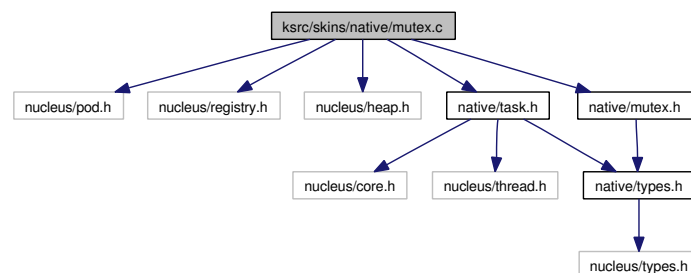 ksrc/skins/native/mutex.c
nucleus/pod.h
nucleus/registry.h
nucleus/heap.h
native/task.h
native/mutex.h
nucleus/core.h
nucleus/thread.h
native/types.h
nucleus/types.h